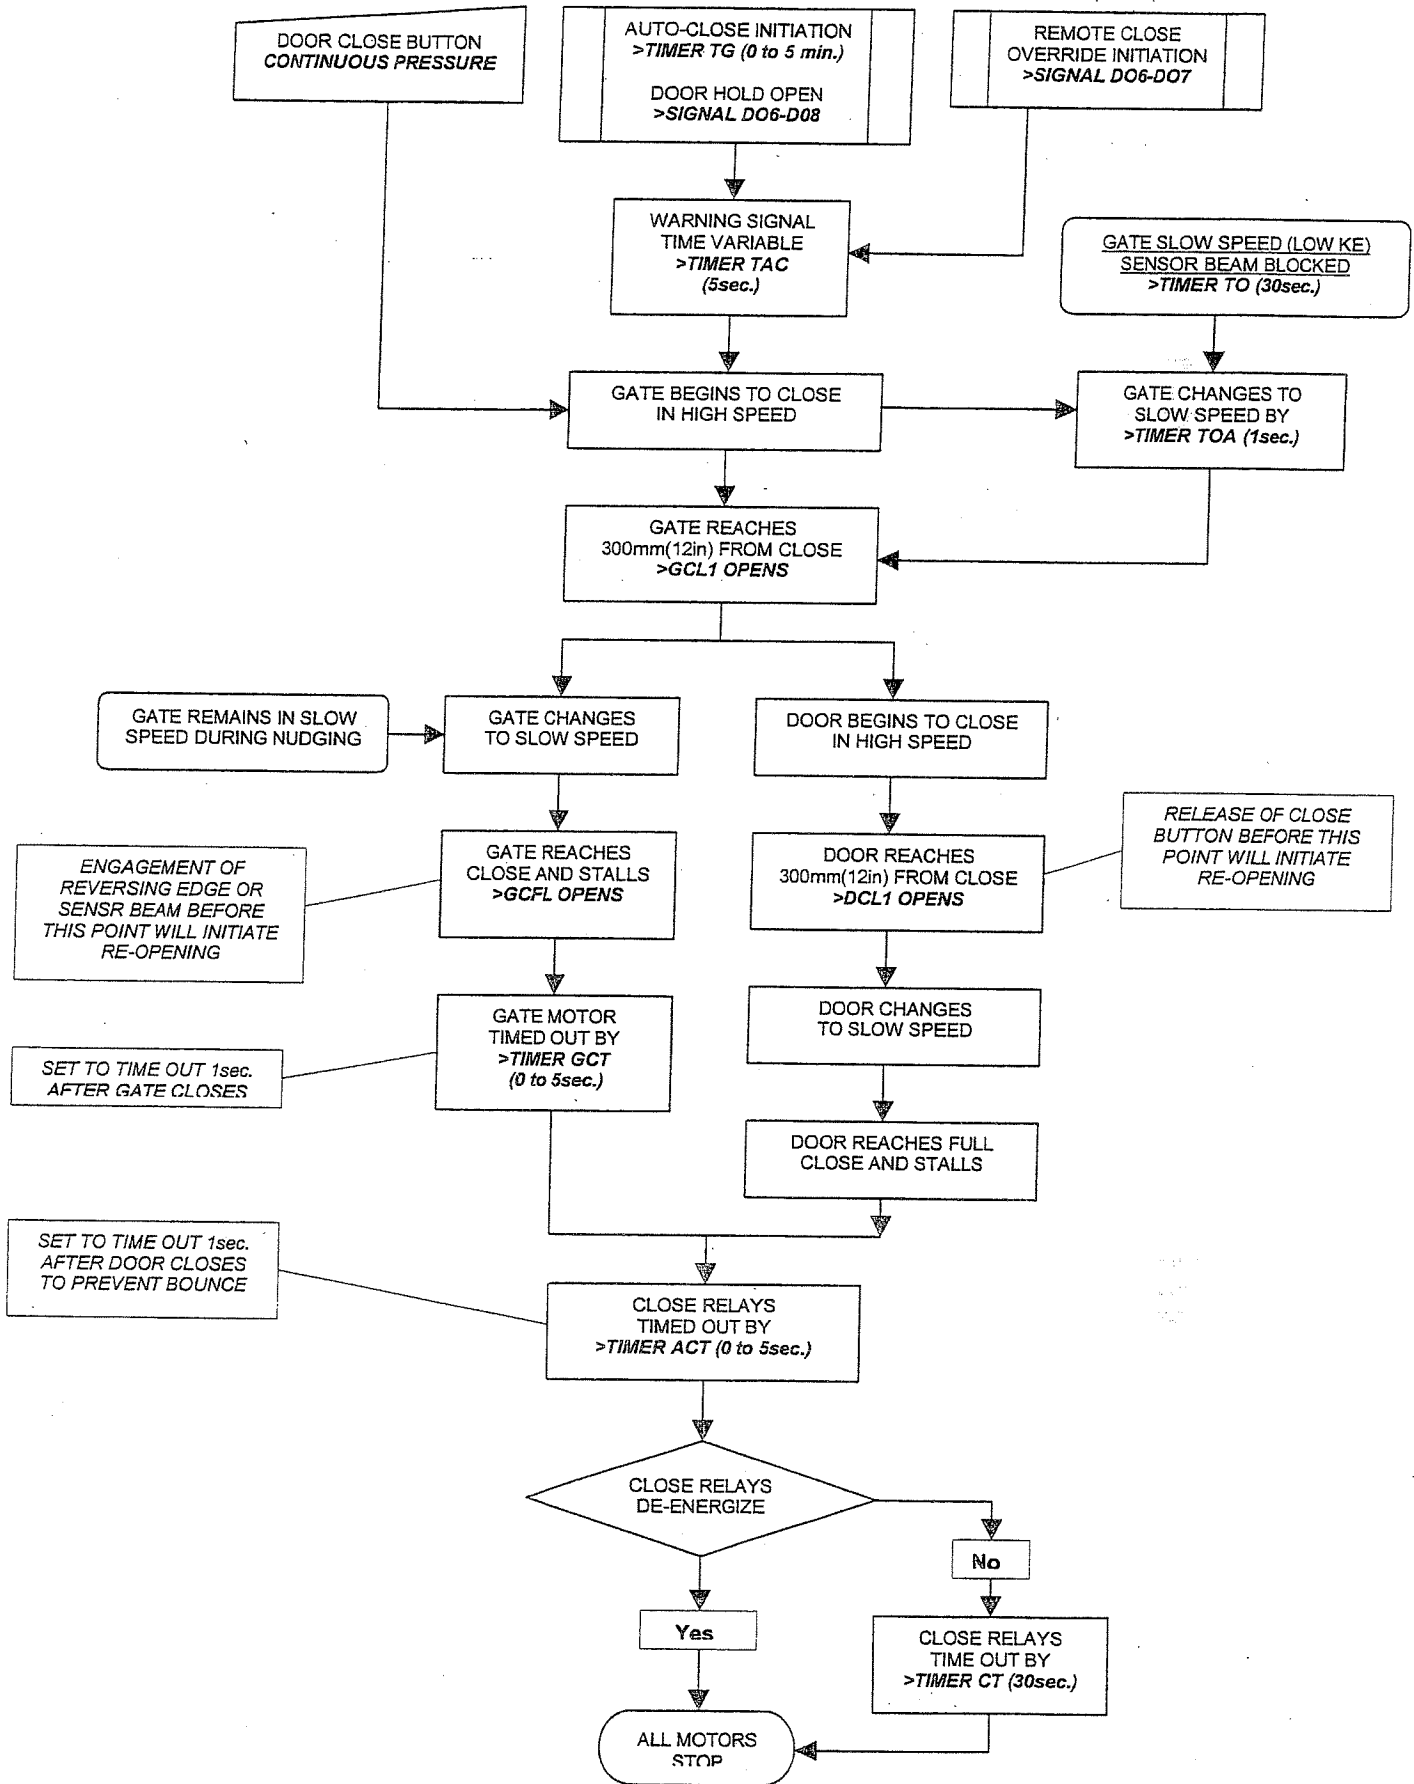 DOOR CLOSE BUTTON
CONTINUOUS PRESSURE
AUTO-CLOSE INITIATION
>TIMER TG (0 to 5 min.)
DOOR HOLD OPEN
>SIGNAL DO6-D08
REMOTE CLOSE
OVERRIDE INITIATION
>SIGNAL DO6-DO7
WARNING SIGNAL
TIME VARIABLE
>TIMER TAC
(5sec.)
GATE SLOW SPEED (LOW KE)
SENSOR BEAM BLOCKED
>TIMER TO (30sec.)
GATE BEGINS TO CLOSE
IN HIGH SPEED
GATE CHANGES TO
SLOW SPEED BY
>TIMER TOA (1sec.)
GATE REACHES
300mm(12in) FROM CLOSE
>GCL1 OPENS
GATE REMAINS IN SLOW
SPEED DURING NUDGING
GATE CHANGES
TO SLOW SPEED
DOOR BEGINS TO CLOSE
IN HIGH SPEED
ENGAGEMENT OF
REVERSING EDGE OR
SENSR BEAM BEFORE
THIS POINT WILL INITIATE
RE-OPENING
GATE REACHES
CLOSE AND STALLS
>GCFL OPENS
DOOR REACHES
300mm(12in) FROM CLOSE
>DCL1 OPENS
RELEASE OF CLOSE
BUTTON BEFORE THIS
POINT WILL INITIATE
RE-OPENING
SET TO TIME OUT 1sec.
AFTER GATE CLOSES
GATE MOTOR
TIMED OUT BY
>TIMER GCT
(0 to 5sec.)
DOOR CHANGES
TO SLOW SPEED
DOOR REACHES FULL
CLOSE AND STALLS
SET TO TIME OUT 1sec.
AFTER DOOR CLOSES
TO PREVENT BOUNCE
CLOSE RELAYS
TIMED OUT BY
>TIMER ACT (0 to 5sec.)
CLOSE RELAYS
DE-ENERGIZE
No
Yes
CLOSE RELAYS
TIME OUT BY
>TIMER CT (30sec.)
ALL MOTORS
STOP